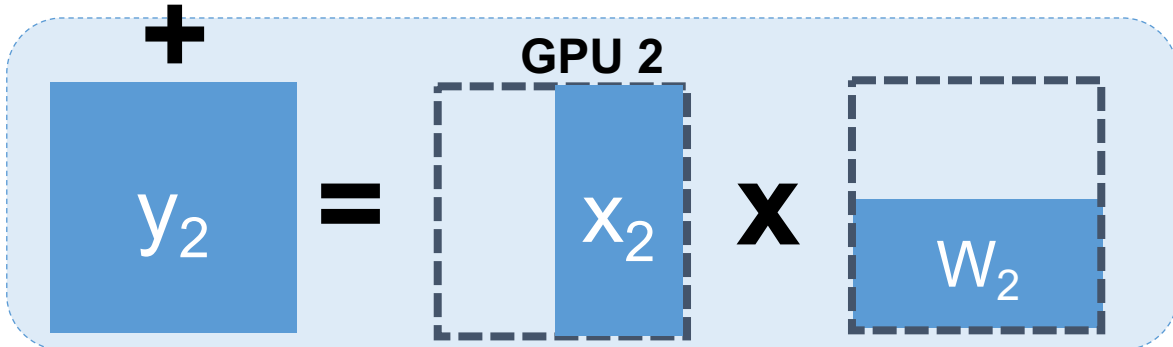 +
GPU 2
y₂ = x₂ x W₂